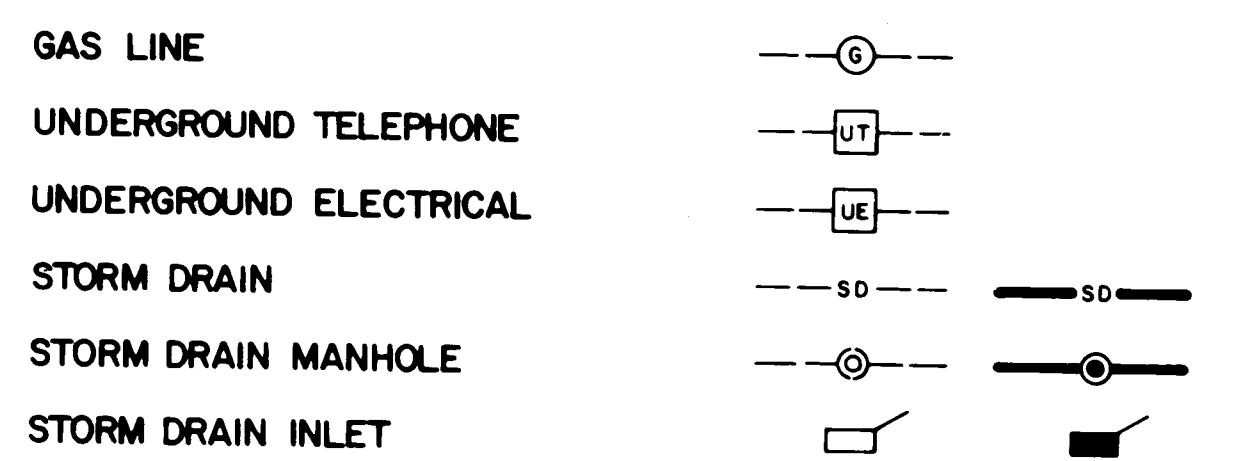 GAS LINE G
UNDERGROUND TELEPHONE UT
UNDERGROUND ELECTRICAL UE
STORM DRAIN SD SD
STORM DRAIN MANHOLE
STORM DRAIN INLET